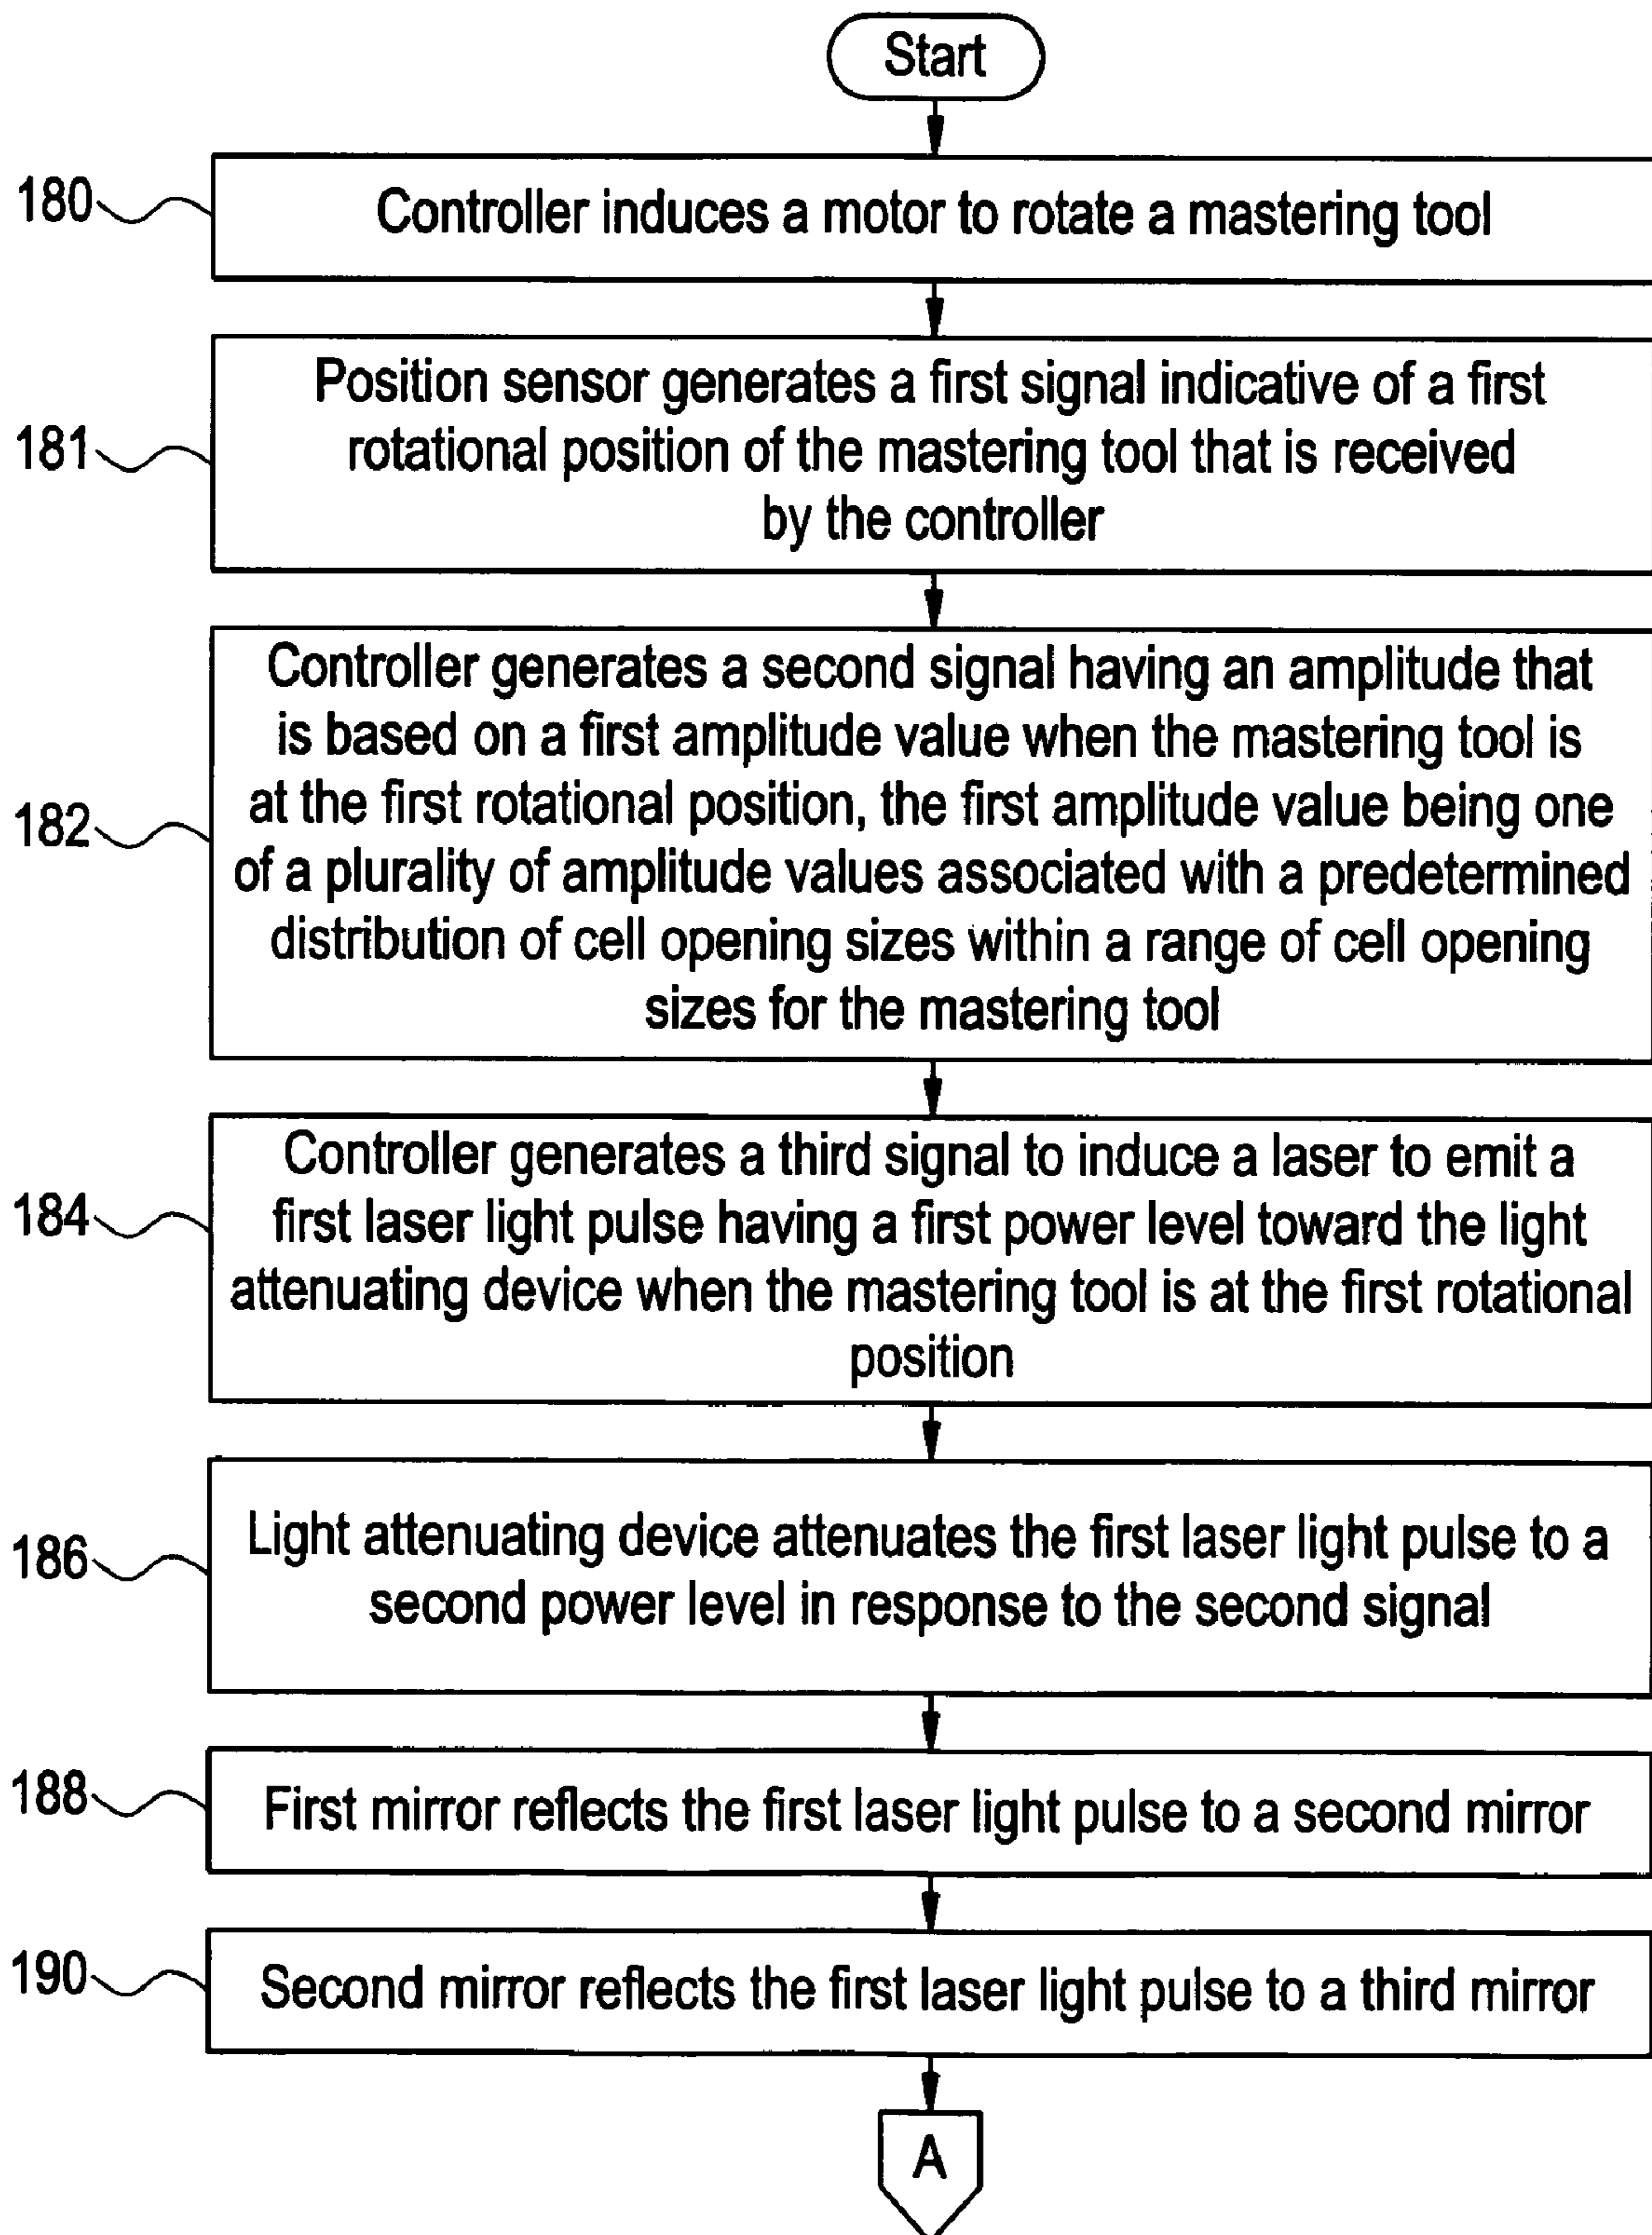 Start
180
Controller induces a motor to rotate a mastering tool
181
Position sensor generates a first signal indicative of a first
rotational position of the mastering tool that is received
by the controller
182
Controller generates a second signal having an amplitude that
is based on a first amplitude value when the mastering tool is
at the first rotational position, the first amplitude value being one
of a plurality of amplitude values associated with a predetermined
distribution of cell opening sizes within a range of cell opening
sizes for the mastering tool
184
Controller generates a third signal to induce a laser to emit a
first laser light pulse having a first power level toward the light
attenuating device when the mastering tool is at the first rotational
position
186
Light attenuating device attenuates the first laser light pulse to a
second power level in response to the second signal
188
First mirror reflects the first laser light pulse to a second mirror
190
Second mirror reflects the first laser light pulse to a third mirror
A